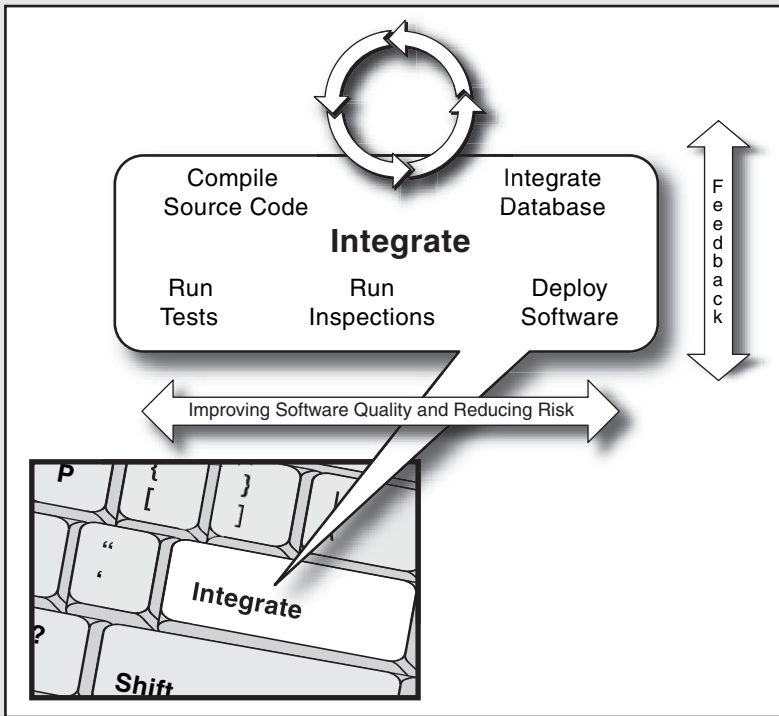 Compile
Source Code
Integrate
Database
Integrate
Run
Tests
Run
Inspections
Deploy
Software
Feedback
Improving Software Quality and Reducing Risk
P
{
[
}
]
“
‘
Integrate
?
Shift